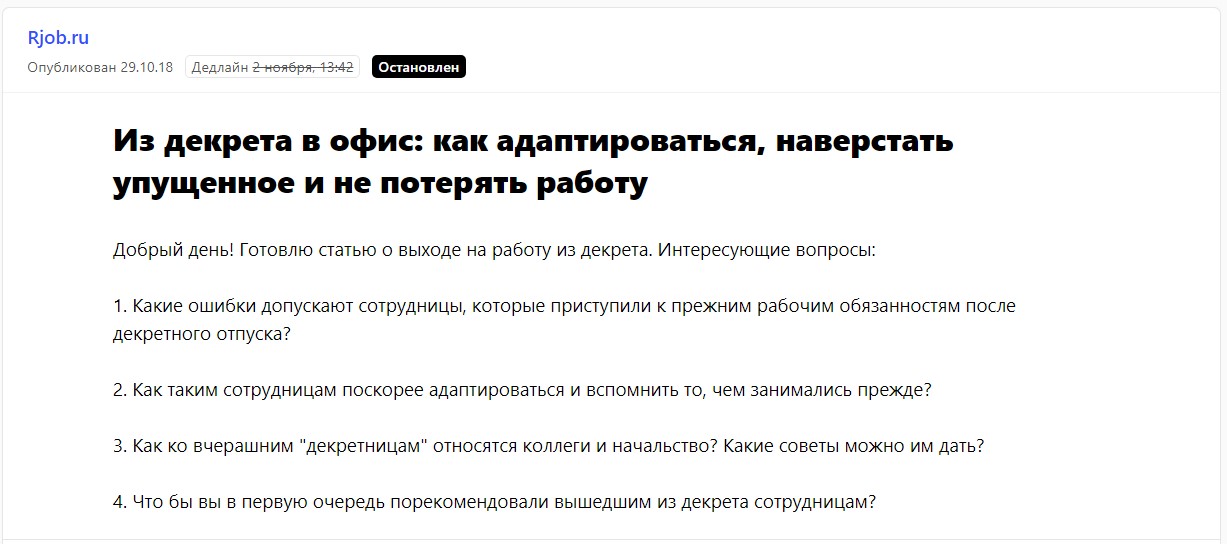 Rjob.ru
Опубликован 29.10.18 Дедлайн 2 ноября, 13:42 Остановлен
Из декрета в офис: как адаптироваться, наверстать
упущенное и не потерять работу
Добрый день! Готовлю статью о выходе на работу из декрета. Интересующие вопросы:
1. Какие ошибки допускают сотрудницы, которые приступили к прежним рабочим обязанностям после
декретного отпуска?
2. Как таким сотрудницам поскорее адаптироваться и вспомнить то, чем занимались прежде?
3. Как ко вчерашним "декретницам" относятся коллеги и начальство? Какие советы можно им дать?
4. Что бы вы в первую очередь порекомендовали вышедшим из декрета сотрудницам?